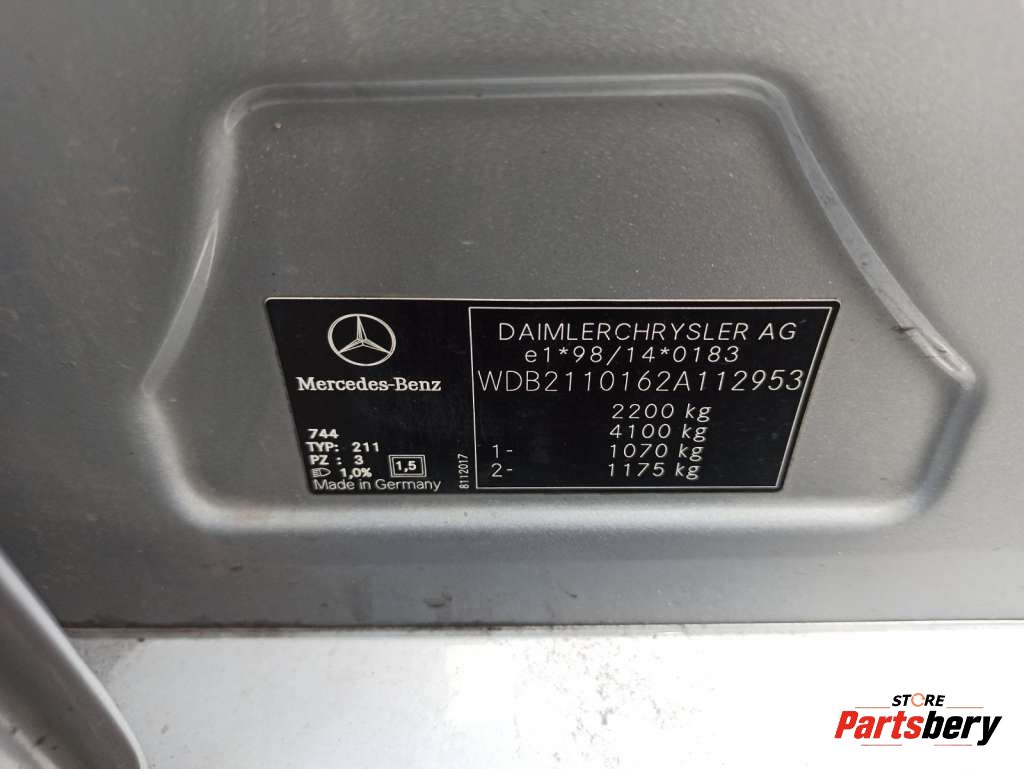 Mercedes-Benz
744
TYP: 211
PZ : 3
1,0% 1,5
Made in Germany
8112017
DAIMLERCHRYSLER AG
e1*98/14*0183
WDB2110162A112953
2200 kg
4100 kg
1- 1070 kg
2- 1175 kg
STORE
Partsbery